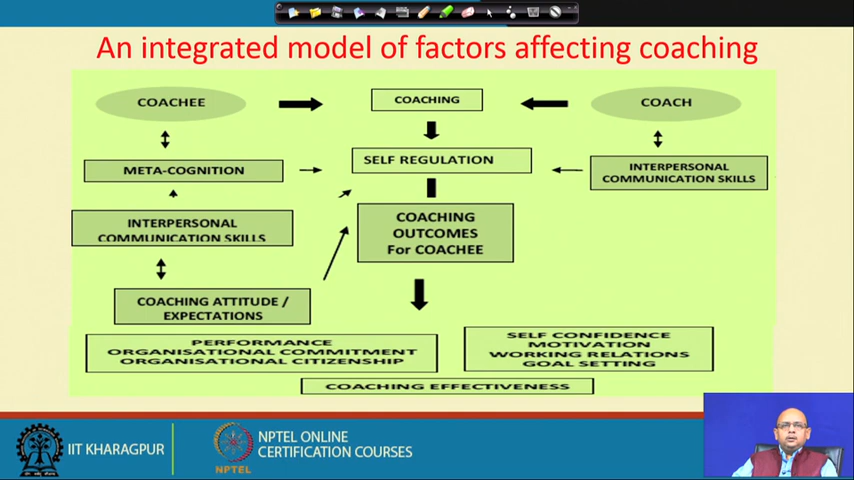 An integrated model of factors affecting coaching
COACHEE
COACHING
COACH
META-COGNITION
SELF REGULATION
INTERPERSONAL
COMMUNICATION SKILLS
INTERPERSONAL
COMMUNICATION SKILLS
COACHING
OUTCOMES
For COACHEE
COACHING ATTITUDE /
EXPECTATIONS
PERFORMANCE
ORGANISATIONAL COMMITMENT
ORGANISATIONAL CITIZENSHIP
SELF CONFIDENCE
MOTIVATION
WORKING RELATIONS
GOAL SETTING
COACHING EFFECTIVENESS
IIT KHARAGPUR
NPTEL
NPTEL ONLINE
CERTIFICATION COURSES